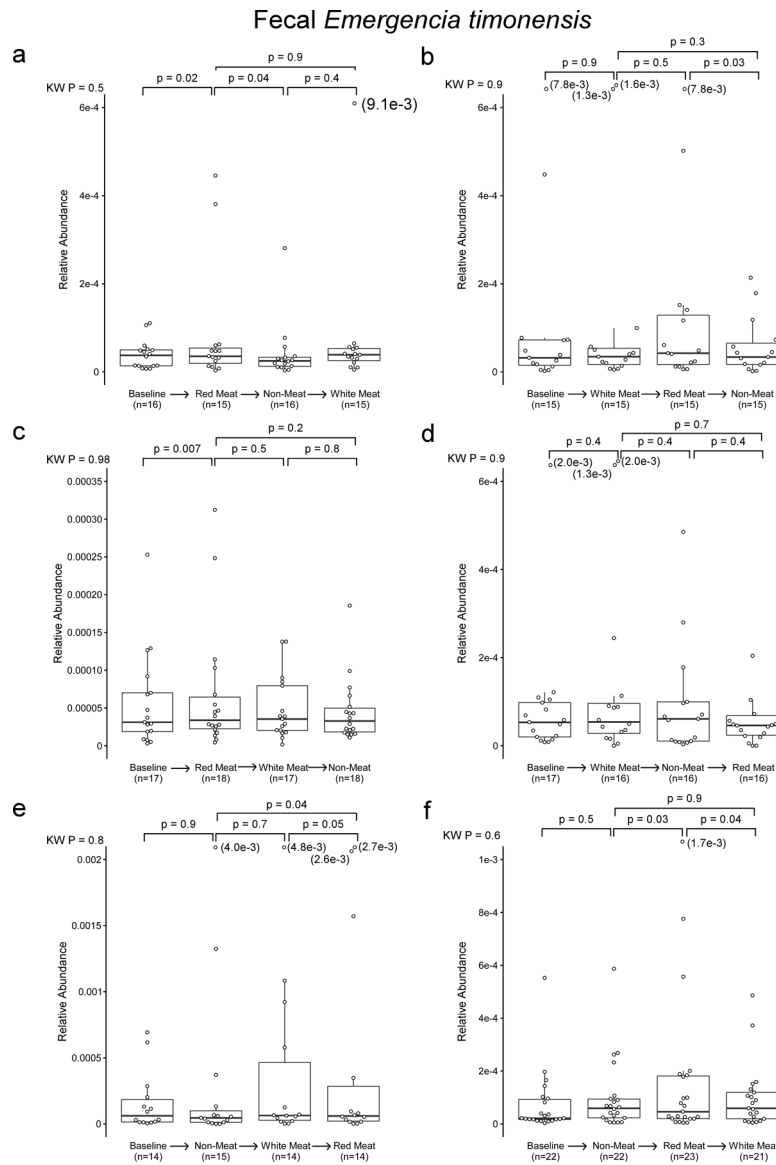 Fecal Emergencia timonensis
a
p = 0.9
p = 0.02 p = 0.04 p = 0.4
KW P = 0.5
(9.1e-3)
6e-4
4e-4
2e-4
0
Relative Abundance
Baseline → Red Meat → Non-Meat → White Meat
(n=16) (n=15) (n=16) (n=15)
b
p = 0.3
p = 0.9 p = 0.5 p = 0.03
KW P = 0.9
(7.8e-3) (1.6e-3) (7.8e-3)
(1.3e-3)
6e-4
4e-4
2e-4
0
Relative Abundance
Baseline → White Meat → Red Meat → Non-Meat
(n=15) (n=15) (n=15) (n=15)
c
p = 0.2
p = 0.007 p = 0.5 p = 0.8
KW P = 0.98
0.00035
0.00030
0.00025
0.00020
0.00015
0.00010
0.00005
0
Relative Abundance
Baseline → Red Meat → White Meat → Non-Meat
(n=17) (n=18) (n=17) (n=18)
d
p = 0.7
p = 0.4 p = 0.4 p = 0.4
KW P = 0.9
(2.0e-3) (2.0e-3)
(1.3e-3)
6e-4
4e-4
2e-4
0
Relative Abundance
Baseline → White Meat → Non-Meat → Red Meat
(n=17) (n=16) (n=16) (n=16)
e
p = 0.04
p = 0.9 p = 0.7 p = 0.05
KW P = 0.8
(4.0e-3) (4.8e-3) (2.7e-3)
(2.6e-3)
0.002
0.0015
0.001
0.0005
0
Relative Abundance
Baseline → Non-Meat → White Meat → Red Meat
(n=14) (n=15) (n=14) (n=14)
f
p = 0.9
p = 0.5 p = 0.03 p = 0.04
KW P = 0.6
(1.7e-3)
1e-3
8e-4
6e-4
4e-4
2e-4
0
Relative Abundance
Baseline → Non-Meat → Red Meat → White Meat
(n=22) (n=22) (n=23) (n=21)